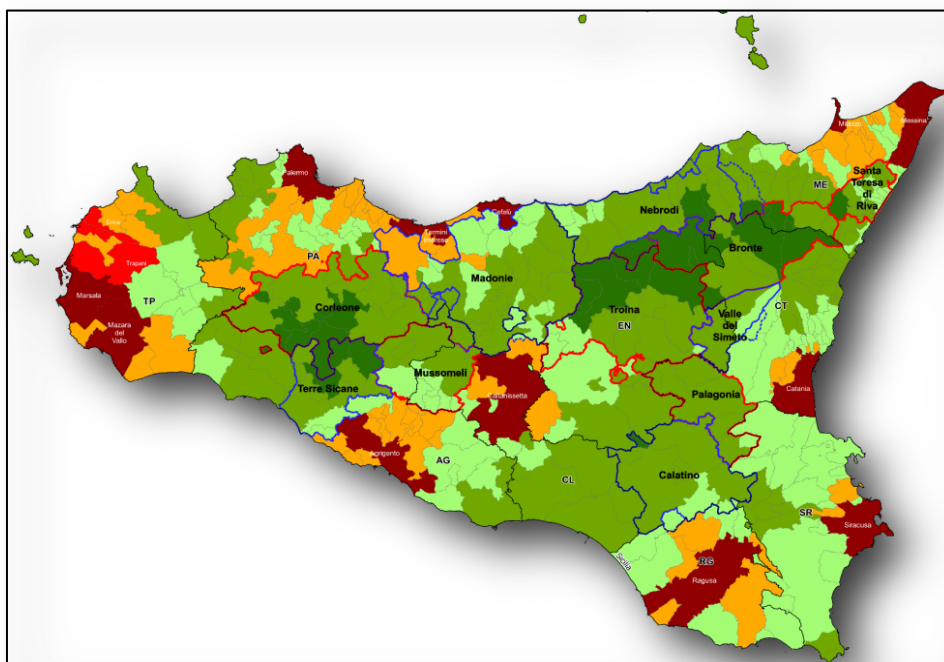 Milazzo
Messina
Palermo
Santa
Teresa
di
Riva
ME
Cefalù
Nebrodi
Erice
Termini
Imerese
Bronte
PA
Trapani
Madonie
Marsala
TP
Corleone
Troina
CT
EN
Mazara
del
Vallo
Valle
del
Simeto
Mussomeli
Terre Sicane
Caltanissetta
Palagonia
Catania
Agrigento
AG
Calatino
CL
SR
Siracusa
Sicilia
RG
Ragusa